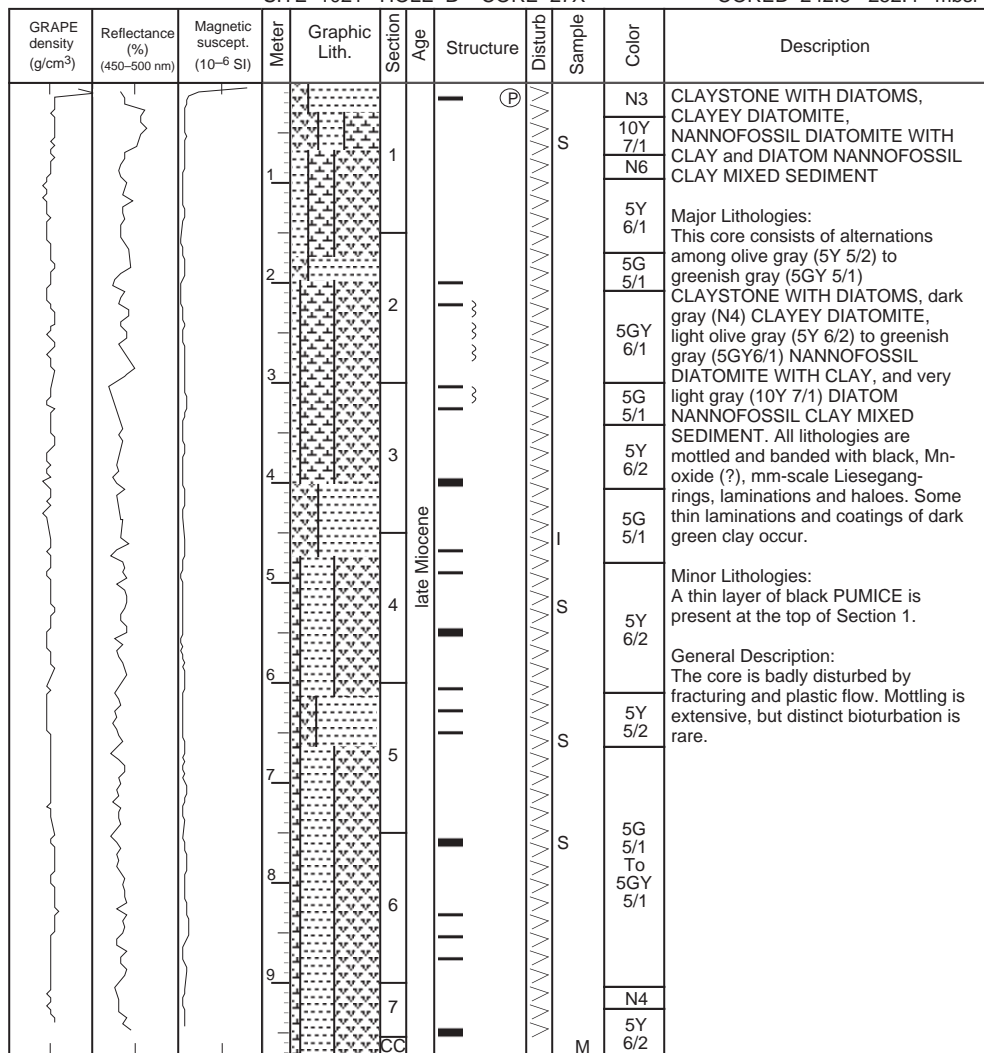 GRAPE
density
(g/cm3)
Reflectance
(%)
(450–500 nm)
Magnetic
suscept.
(10–6 SI)
Meter
Graphic
Lith.
Section
Age
Structure
Disturb
Sample
Color
Description
1
2
3
4
5
6
7
8
9
1
2
3
4
5
6
7
CC
late Miocene
P
S
I
S
S
S
M
N3
10Y
7/1
N6
5Y
6/1
5G
5/1
5GY
6/1
5G
5/1
5Y
6/2
5G
5/1
5Y
6/2
5Y
5/2
5G
5/1
To
5GY
5/1
N4
5Y
6/2
CLAYSTONE WITH DIATOMS,
CLAYEY DIATOMITE,
NANNOFOSSIL DIATOMITE WITH
CLAY and DIATOM NANNOFOSSIL
CLAY MIXED SEDIMENT
Major Lithologies:
This core consists of alternations
among olive gray (5Y 5/2) to
greenish gray (5GY 5/1)
CLAYSTONE WITH DIATOMS, dark
gray (N4) CLAYEY DIATOMITE,
light olive gray (5Y 6/2) to greenish
gray (5GY6/1) NANNOFOSSIL
DIATOMITE WITH CLAY, and very
light gray (10Y 7/1) DIATOM
NANNOFOSSIL CLAY MIXED
SEDIMENT. All lithologies are
mottled and banded with black, Mn-
oxide (?), mm-scale Liesegang-
rings, laminations and haloes. Some
thin laminations and coatings of dark
green clay occur.
Minor Lithologies:
A thin layer of black PUMICE is
present at the top of Section 1.
General Description:
The core is badly disturbed by
fracturing and plastic flow. Mottling is
extensive, but distinct bioturbation is
rare.